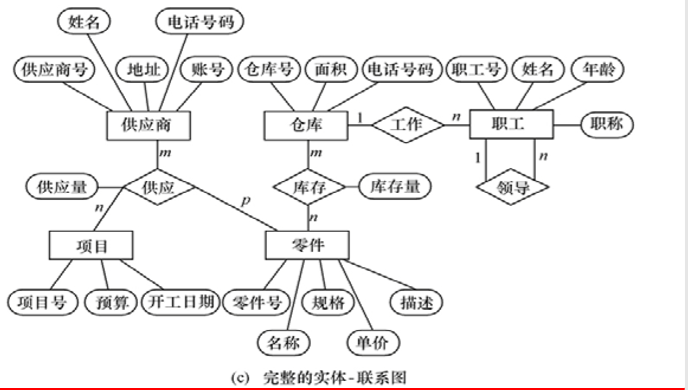 姓名 电话号码
供应商号 地址 账号 仓库号 面积 电话号码 职工号 姓名 年龄
供应商 仓库 1 工作 n 职工 职称
m m 1 n
供应量 供应 库存 库存量 领导
n p n
项目 零件
项目号 预算 开工日期 零件号 规格 描述
名称 单价
(c) 完整的实体-联系图